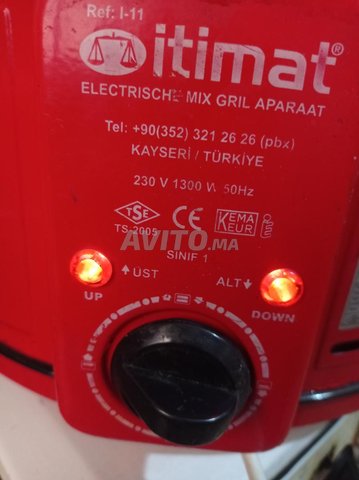 Ref: I-11
itimat®
ELECTRISCHE MIX GRIL APARAAT
Tel: +90(352) 321 26 26 (pbx)
KAYSERİ / TÜRKİYE
230 V 1300 W 50Hz
TSE CE KEMA
KEUR
TS-2005
AVITO.MA
SINIF 1
↑UST ALT↓
UP DOWN